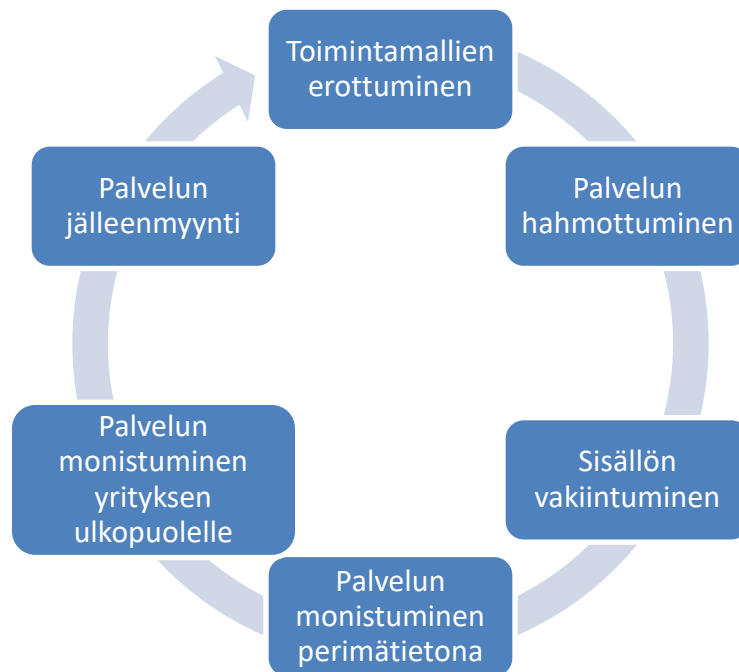 Toimintamallien
erottuminen
Palvelun
hahmottuminen
Sisällön
vakiintuminen
Palvelun
monistuminen
perimätietona
Palvelun
monistuminen
yrityksen
ulkopuolelle
Palvelun
jälleenmyynti